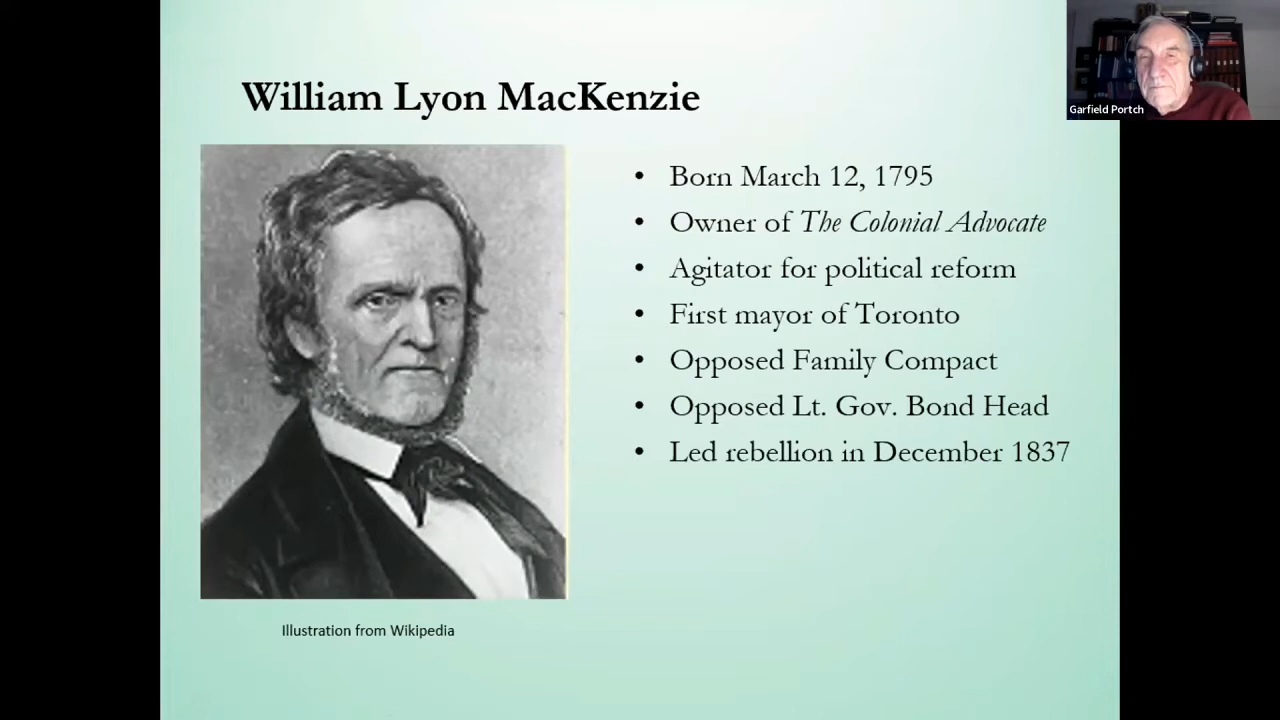 William Lyon MacKenzie
Garfield Portch
• Born March 12, 1795
• Owner of The Colonial Advocate
• Agitator for political reform
• First mayor of Toronto
• Opposed Family Compact
• Opposed Lt. Gov. Bond Head
• Led rebellion in December 1837
Illustration from Wikipedia